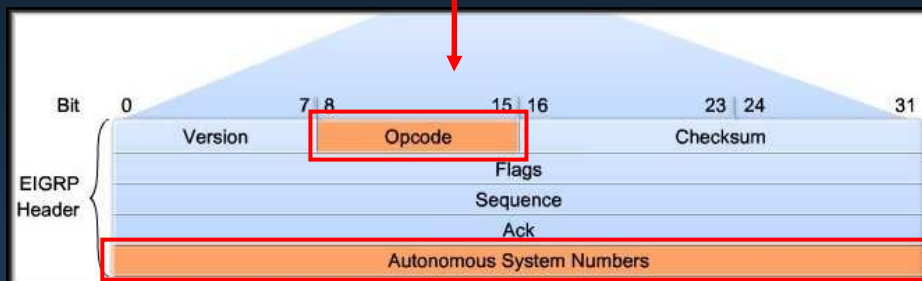 Bit 0 7 8 15 16 23 24 31
Version Opcode Checksum
Flags
EIGRP
Header
Sequence
Ack
Autonomous System Numbers